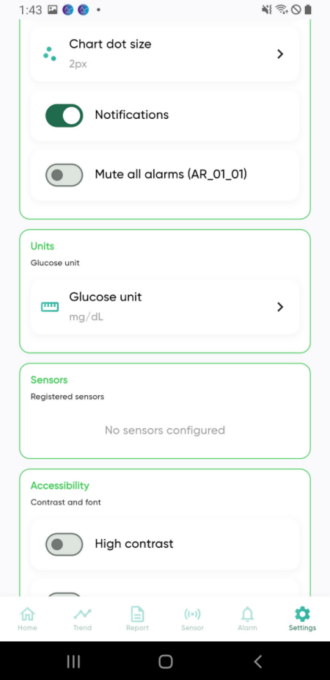 1:43
Chart dot size
2px
Notifications
Mute all alarms (AR_01_01)
Units
Glucose unit
Glucose unit
mg/dL
Sensors
Registered sensors
No sensors configured
Accessibility
Contrast and font
High contrast
Home Trend Report Sensor Alarm Settings